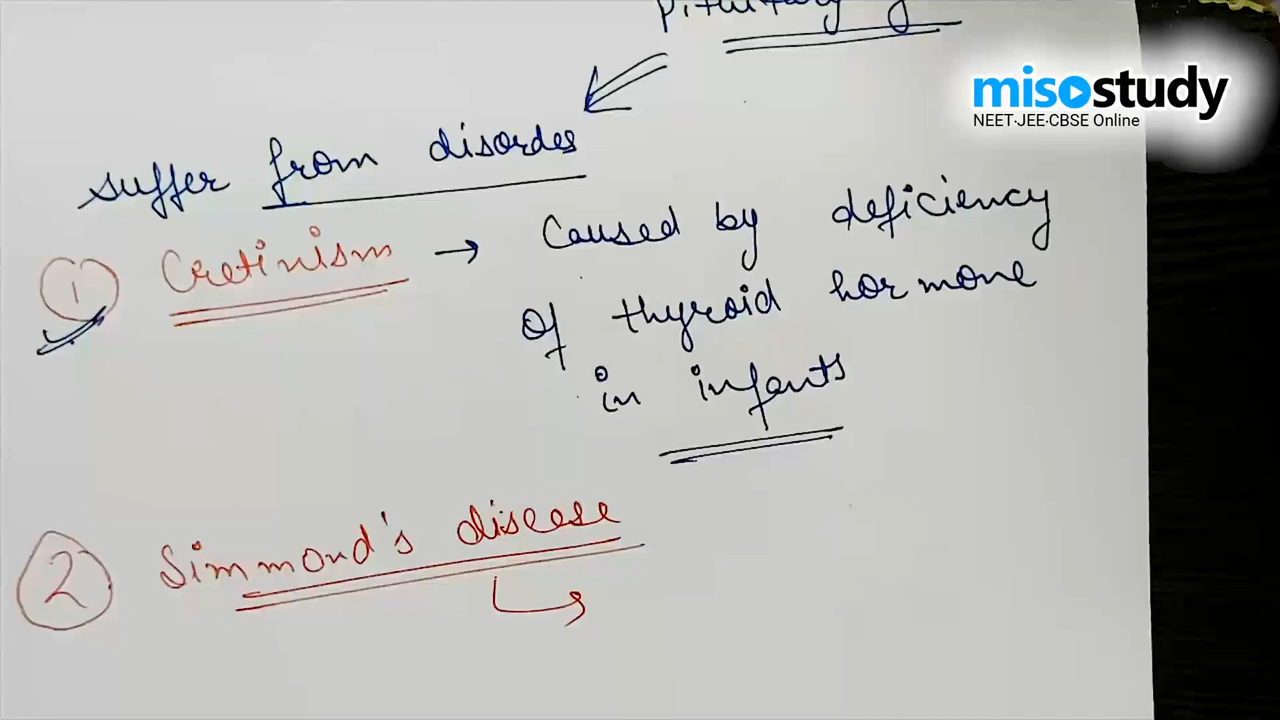 misostudy
NEET·JEE·CBSE Online
suffer from disordes
1 Cretinism → Caused by deficiency
of thyroid hormone
in infants
2 Simmond's disease